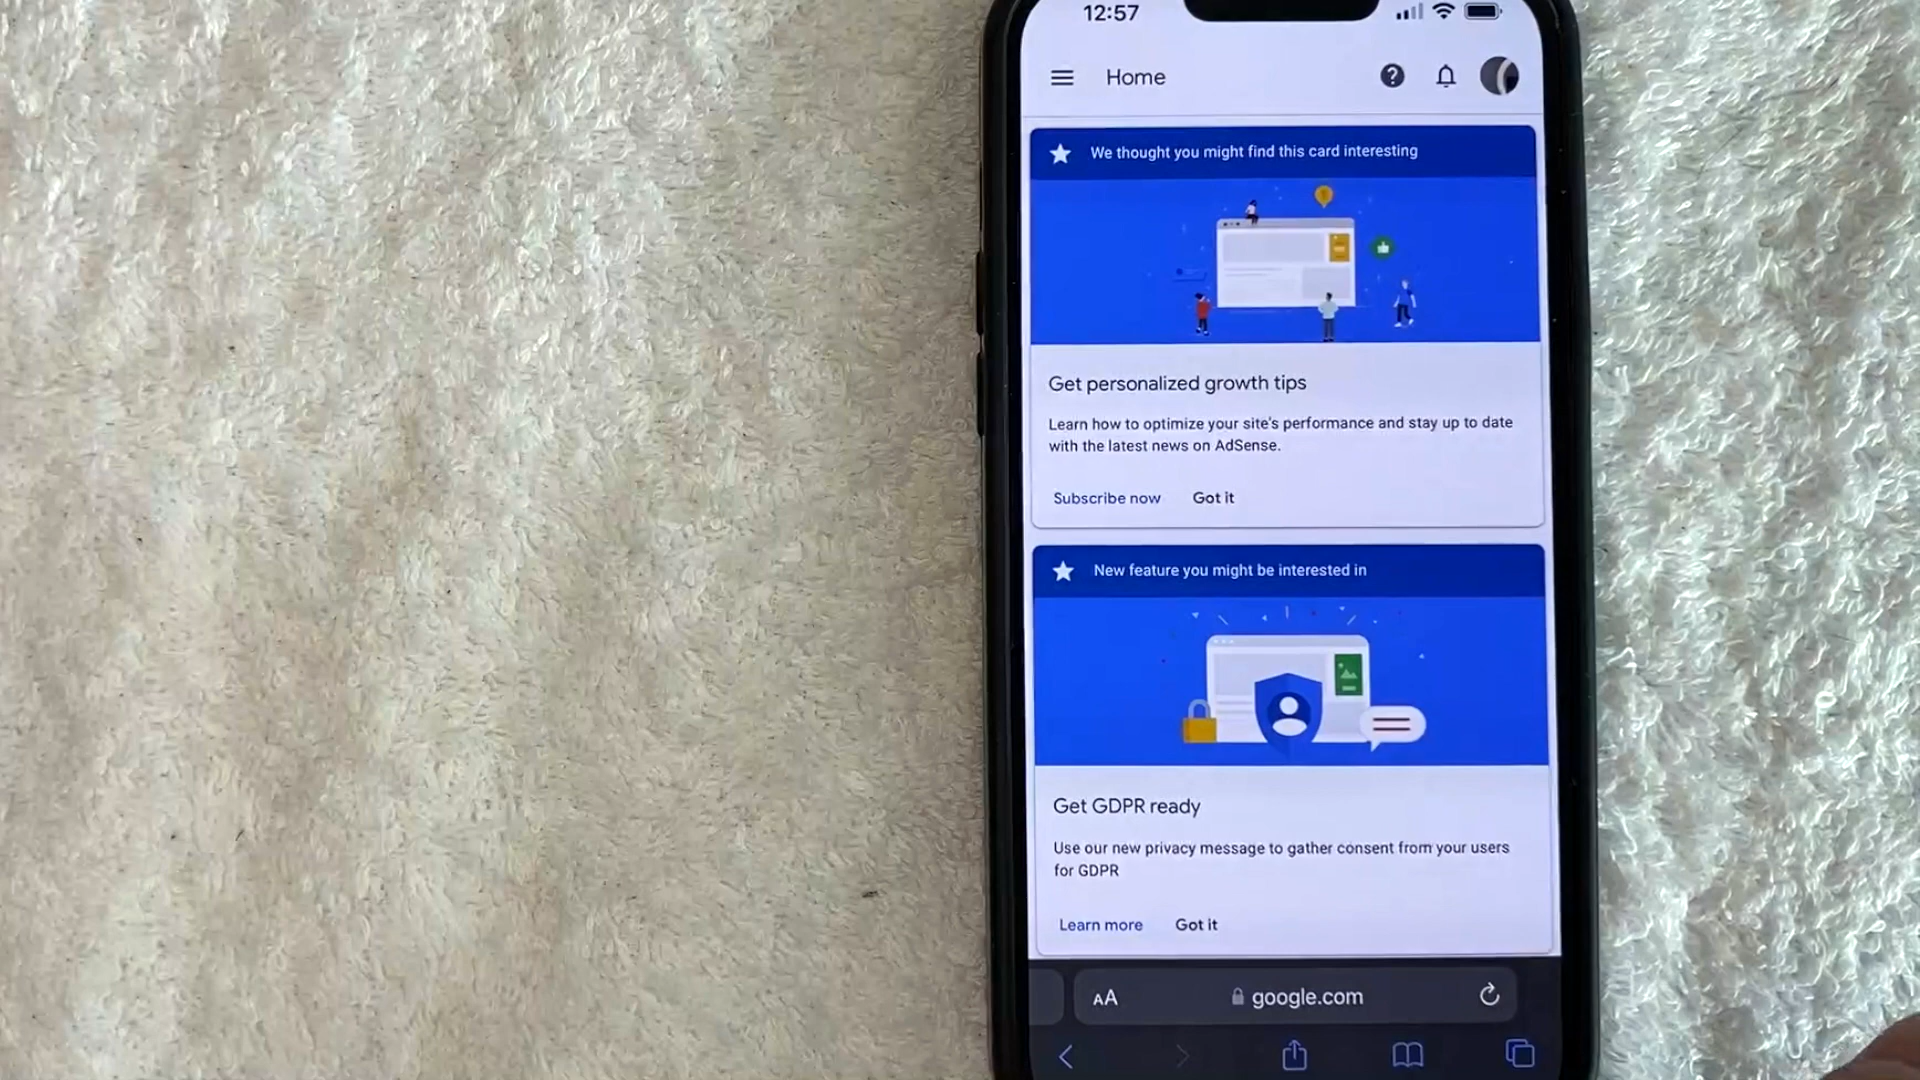 12:57
Home
We thought you might find this card interesting
Get personalized growth tips
Learn how to optimize your site's performance and stay up to date
with the latest news on AdSense.
Subscribe now Got it
New feature you might be interested in
Get GDPR ready
Use our new privacy message to gather consent from your users
for GDPR
Learn more Got it
AA google.com